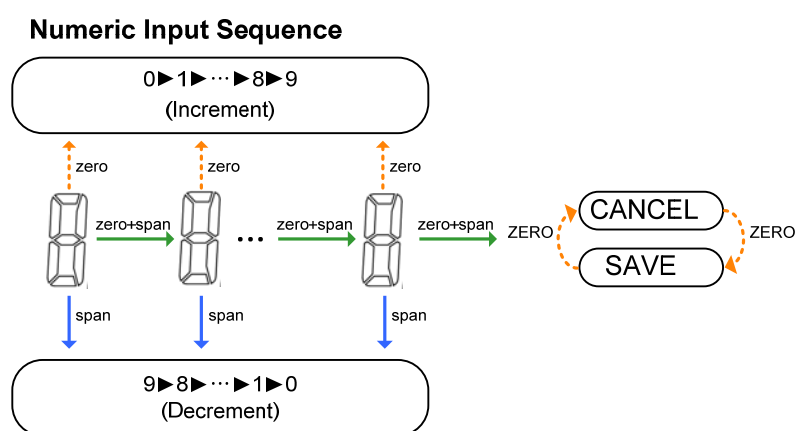 Numeric Input Sequence
0▶1▶⋯▶8▶9
(Increment)
zero zero zero
zero+span ... zero+span zero+span
ZERO CANCEL ZERO
SAVE
span span span
9▶8▶⋯▶1▶0
(Decrement)